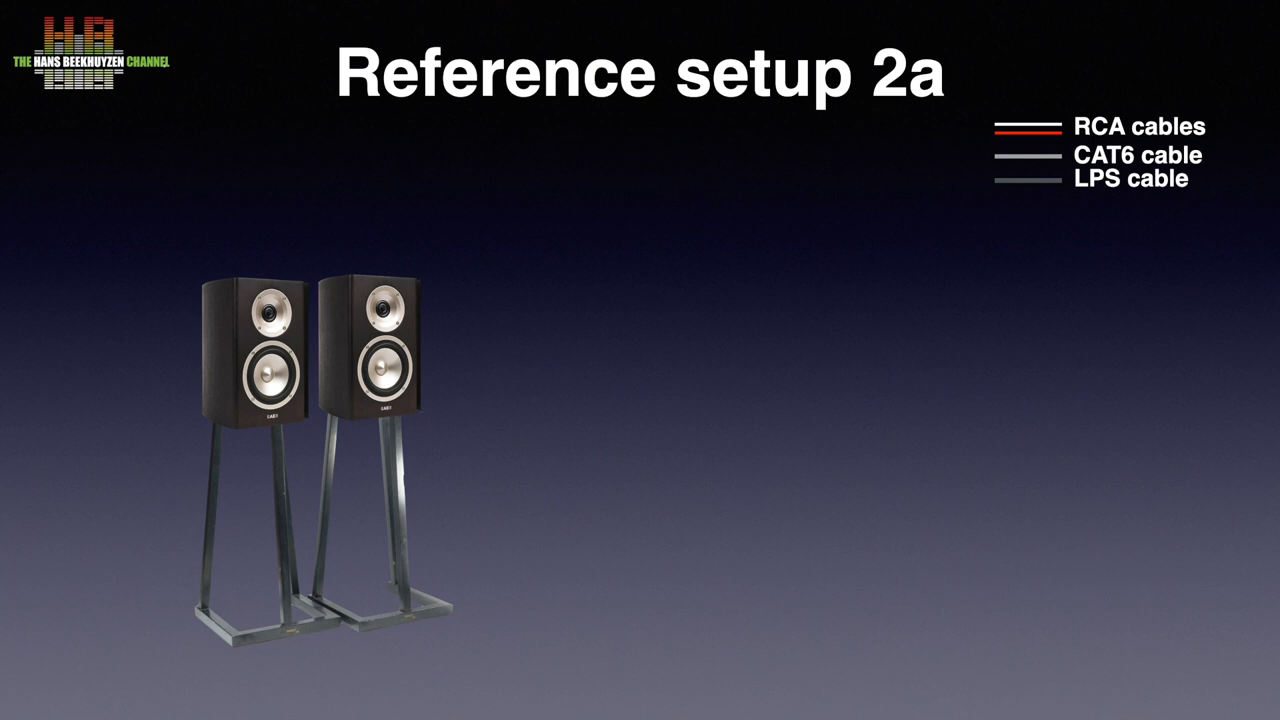 THE HANS BEEKHUYZEN CHANNEL
Reference setup 2a
RCA cables
CAT6 cable
LPS cable